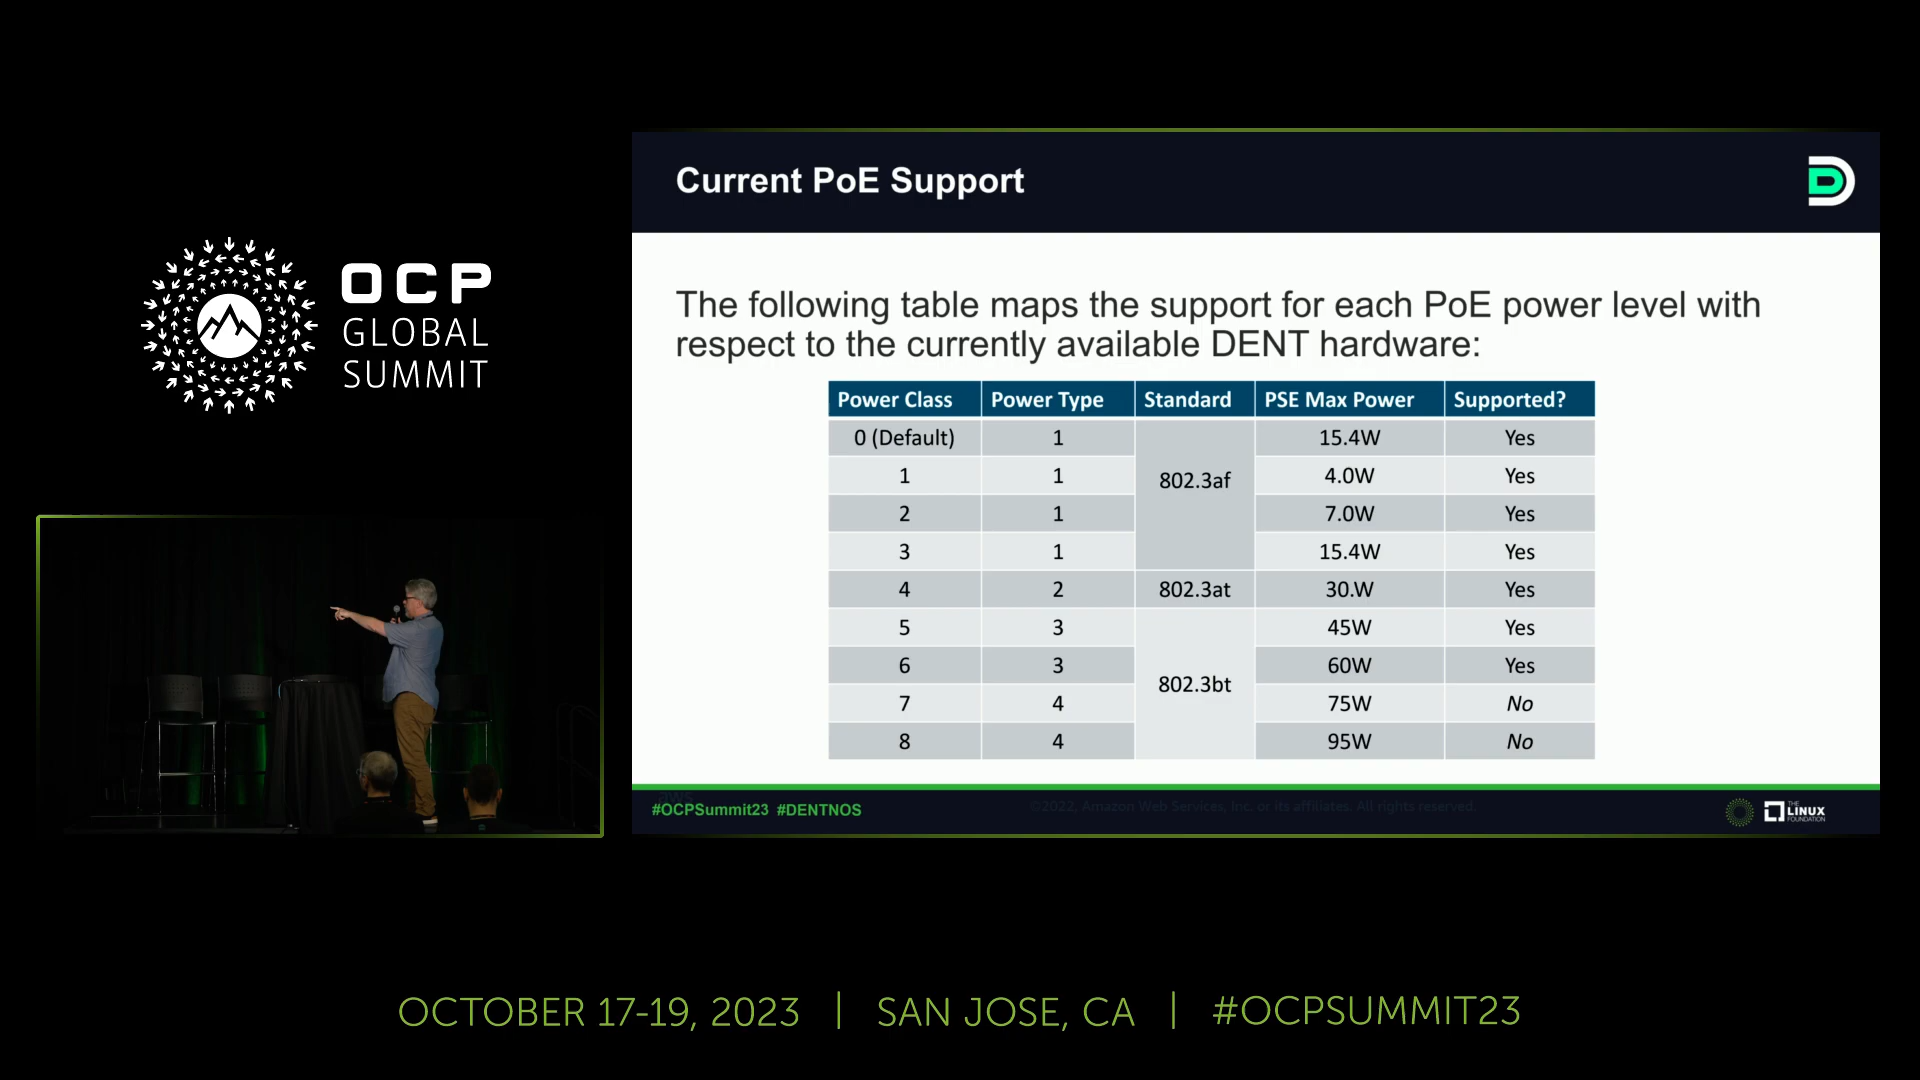 OCP
GLOBAL
SUMMIT
Current PoE Support
The following table maps the support for each PoE power level with
respect to the currently available DENT hardware:
Power Class Power Type Standard PSE Max Power Supported?
0 (Default) 1 802.3af 15.4W Yes
1 1 4.0W Yes
2 1 7.0W Yes
3 1 15.4W Yes
4 2 802.3at 30.W Yes
5 3 802.3bt 45W Yes
6 3 60W Yes
7 4 75W No
8 4 95W No
aws
#OCPSummit23 #DENTNOS
©2022, Amazon Web Services, Inc. or its affiliates. All rights reserved.
THE
LINUX
FOUNDATION
OCTOBER 17-19, 2023 | SAN JOSE, CA | #OCPSUMMIT23